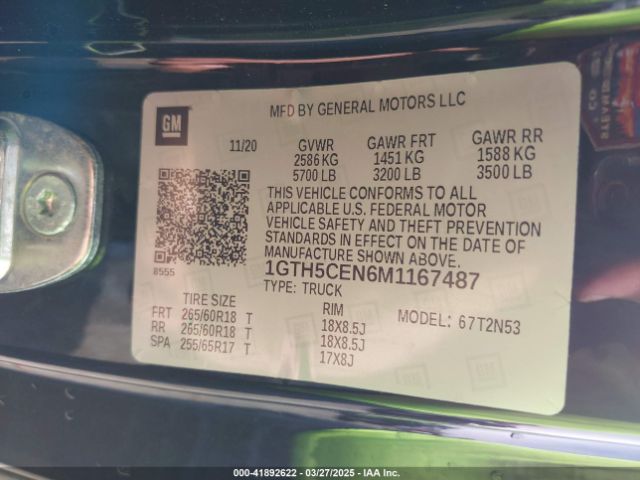 GM
MFD BY GENERAL MOTORS LLC
11/20 GVWR GAWR FRT GAWR RR
2586 KG 1451 KG 1588 KG
5700 LB 3200 LB 3500 LB
THIS VEHICLE CONFORMS TO ALL
APPLICABLE U.S. FEDERAL MOTOR
VEHICLE SAFETY AND THEFT PREVENTION
STANDARDS IN EFFECT ON THE DATE OF
MANUFACTURE SHOWN ABOVE.
8555
1GTH5CEN6M1167487
TYPE: TRUCK
TIRE SIZE RIM MODEL: 67T2N53
FRT 265/60R18 T 18X8.5J
RR 265/60R18 T 18X8.5J
SPA 255/65R17 T 17X8J
000-41892622 - 03/27/2025 - IAA Inc.